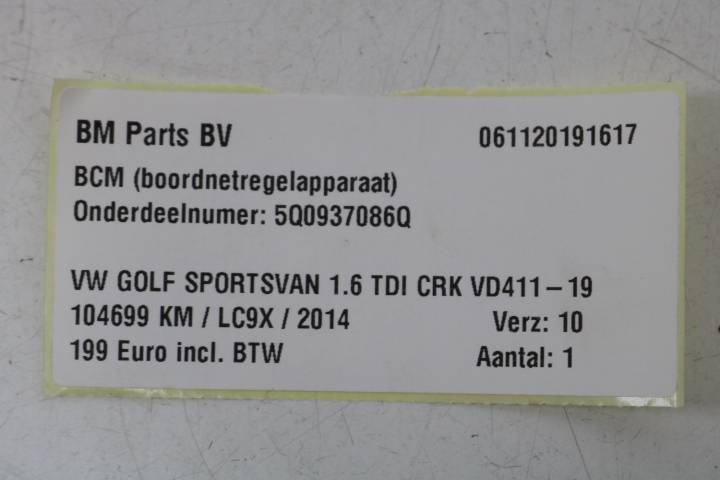 BM Parts BV 061120191617
BCM (boordnetregelapparaat)
Onderdeelnumer: 5Q0937086Q
VW GOLF SPORTSVAN 1.6 TDI CRK VD411-19
104699 KM / LC9X / 2014 Verz: 10
199 Euro incl. BTW Aantal: 1